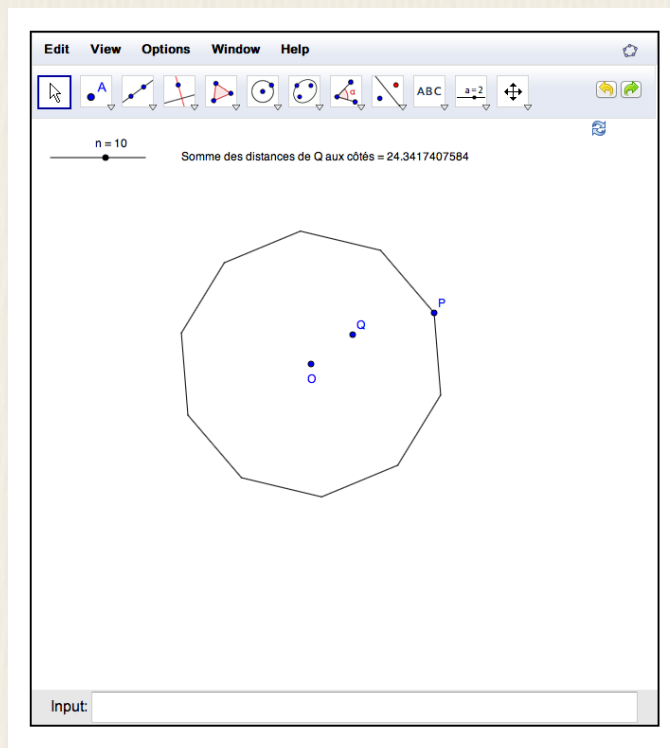 Edit View Options Window Help
A α ABC a=2
n = 10
Somme des distances de Q aux côtés = 24.3417407584
P
Q
O
Input: